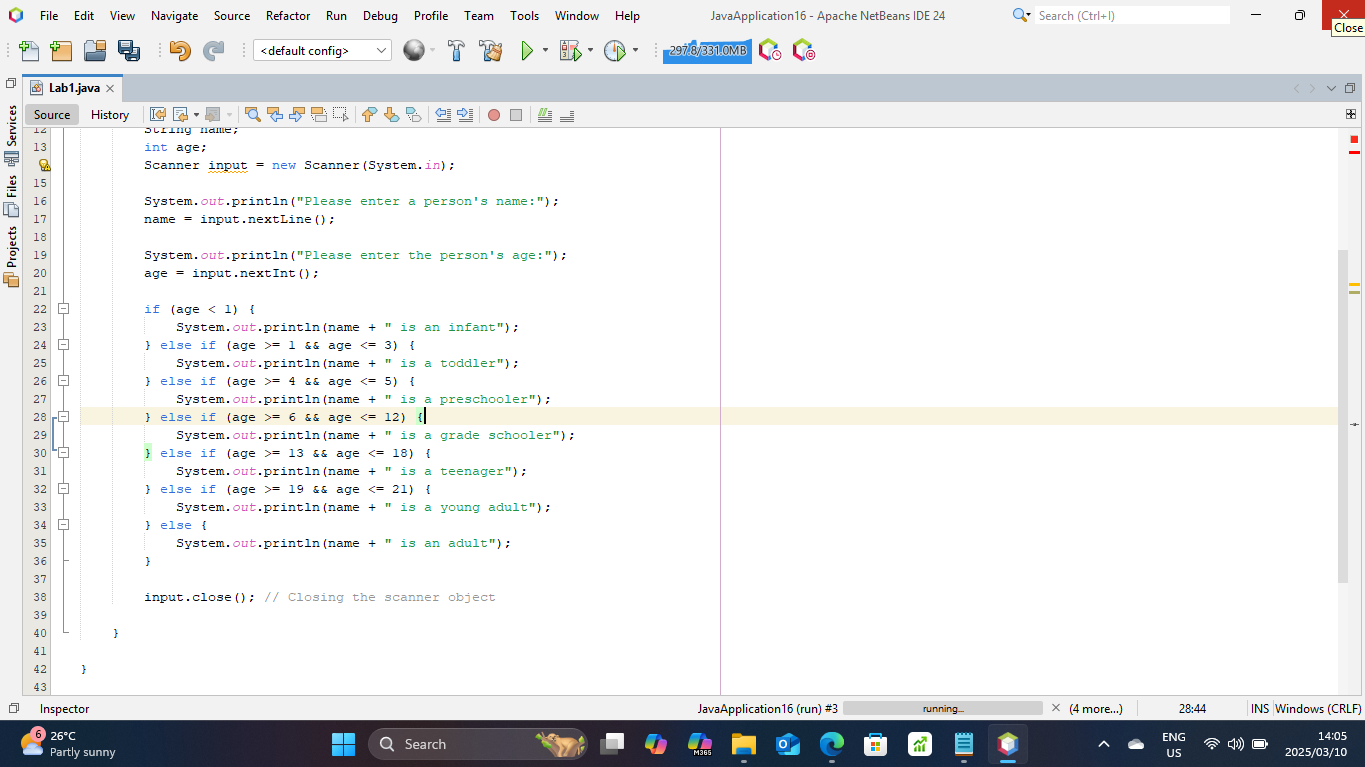 File Edit View Navigate Source Refactor Run Debug Profile Team Tools Window Help JavaApplication16 - Apache NetBeans IDE 24 Search (Ctrl+I)
Close
<default config> 297.8/331.0MB
Lab1.java
Source History
Services
Files
Projects
12 String name;
13 int age;
Scanner input = new Scanner(System.in);
15
16 System.out.println("Please enter a person's name:");
17 name = input.nextLine();
18
19 System.out.println("Please enter the person's age:");
20 age = input.nextInt();
21
22 if (age < 1) {
23 System.out.println(name + " is an infant");
24 } else if (age >= 1 && age <= 3) {
25 System.out.println(name + " is a toddler");
26 } else if (age >= 4 && age <= 5) {
27 System.out.println(name + " is a preschooler");
28 } else if (age >= 6 && age <= 12) {
29 System.out.println(name + " is a grade schooler");
30 } else if (age >= 13 && age <= 18) {
31 System.out.println(name + " is a teenager");
32 } else if (age >= 19 && age <= 21) {
33 System.out.println(name + " is a young adult");
34 } else {
35 System.out.println(name + " is an adult");
36 }
37
38 input.close(); // Closing the scanner object
39
40 }
41
42 }
43
Inspector JavaApplication16 (run) #3 running... (4 more...) 28:44 INS Windows (CRLF)
6 26°C
Partly sunny
Search
M365
ENG
US
14:05
2025/03/10